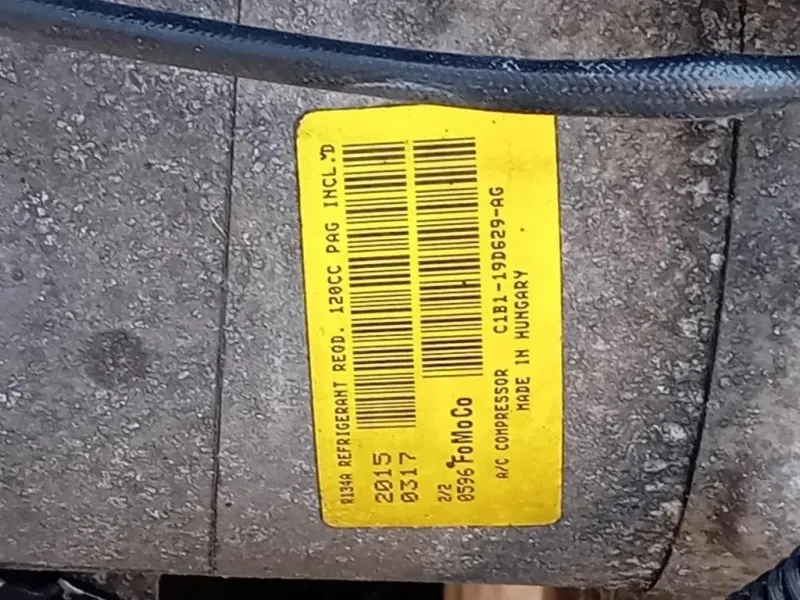 R134A REFRIGERANT REQD. 120CC PAG INCL.'D
2015
0317
2/2
0596 FoMoCo
A/C COMPRESSOR C1B1-19D629-AG
MADE IN HUNGARY